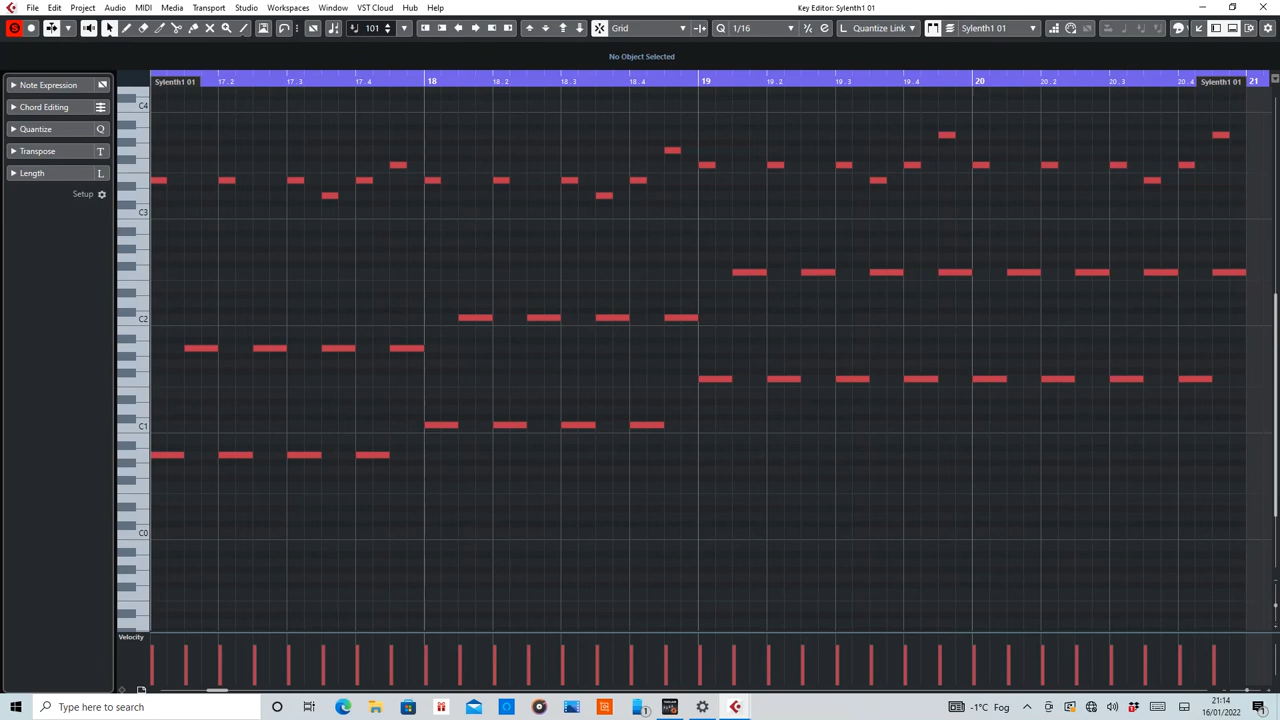 File Edit Project Audio MIDI Media Transport Studio Workspaces Window VST Cloud Hub Help
Key Editor: Sylenth1 01
S 101 Grid Q 1/16 L Quantize Link Sylenth1 01
No Object Selected
Sylenth1 01 17.2 17.3 17.4 18 18.2 18.3 18.4 19 19.2 19.3 19.4 20 20.2 20.3 20.4 Sylenth1 01 21
Note Expression
Chord Editing
Quantize Q
Transpose T
Length L
Setup
C4
C3
C2
C1
C0
Velocity
Type here to search
1
-1°C Fog
21:14
16/01/2022
1